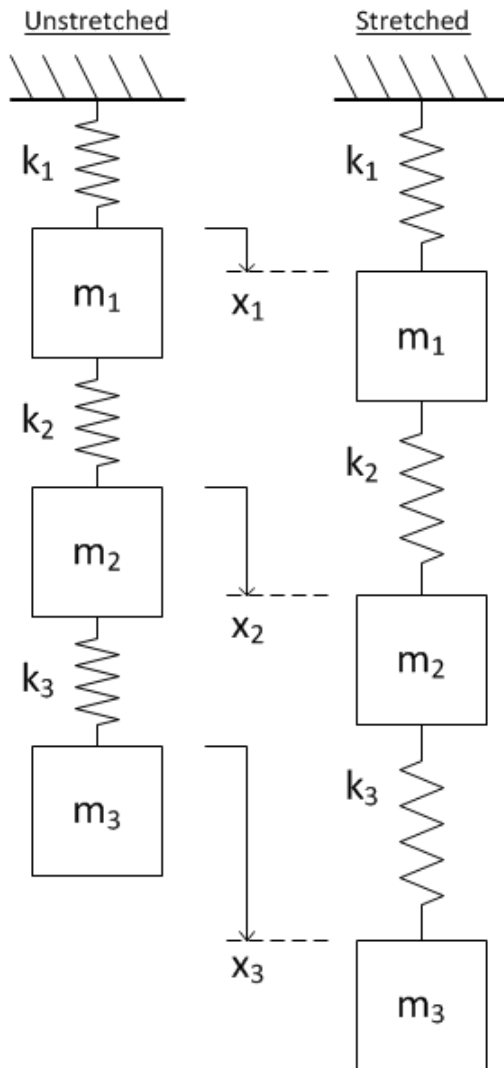 Unstretched
Stretched
k₁
k₁
m₁
x₁
m₁
k₂
k₂
m₂
x₂
m₂
k₃
k₃
m₃
x₃
m₃